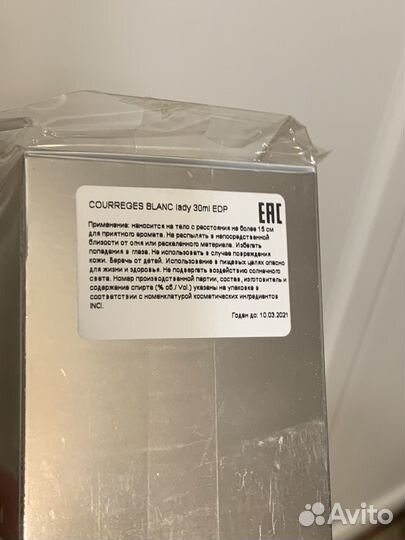 COURREGES BLANC lady 30ml EDP
EAC
Применение: наносится на тело с расстояния не более 15 см
для приятного аромата. Не распылять в непосредственной
близости от огня или раскаленного материала. Избегать
попадения в глаза. Не использовать в случае повреждения
кожи. Беречь от детей. Использование в пищевых целях опасно
для жизни и здоровья. Не подвергать воздействию солнечного
света. Номер производственной партии, состав, изготовитель и
содержание спирта (% об./ Vol.) указаны на упаковке в
соответствии с номенклатурой косметических ингредиентов
INCI.
Годен до: 10.03.2021
Avito